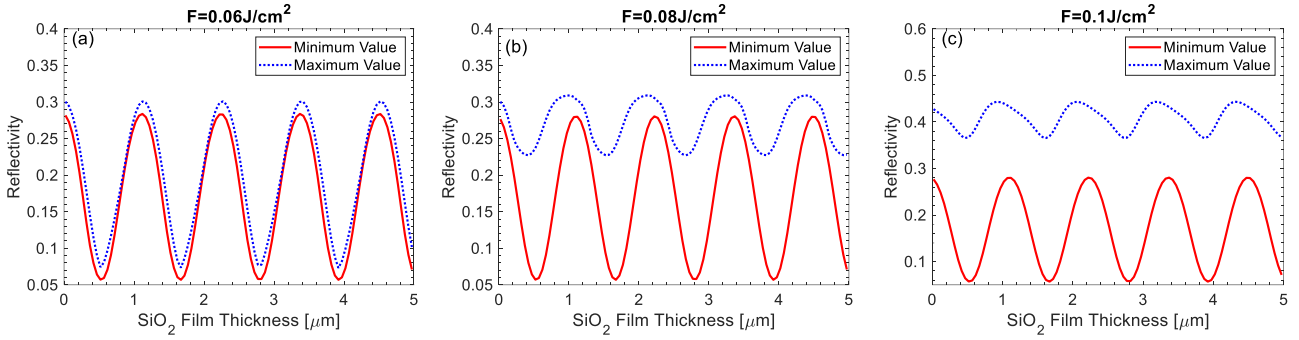 F=0.06J/cm²
(a)
Minimum Value
Maximum Value
0.4
0.35
0.3
0.25
0.2
0.15
0.1
0.05
Reflectivity
0 1 2 3 4 5
SiO₂ Film Thickness [μm]
F=0.08J/cm²
(b)
Minimum Value
Maximum Value
0.4
0.35
0.3
0.25
0.2
0.15
0.1
0.05
Reflectivity
0 1 2 3 4 5
SiO₂ Film Thickness [μm]
F=0.1J/cm²
(c)
Minimum Value
Maximum Value
0.6
0.5
0.4
0.3
0.2
0.1
Reflectivity
0 1 2 3 4 5
SiO₂ Film Thickness [μm]